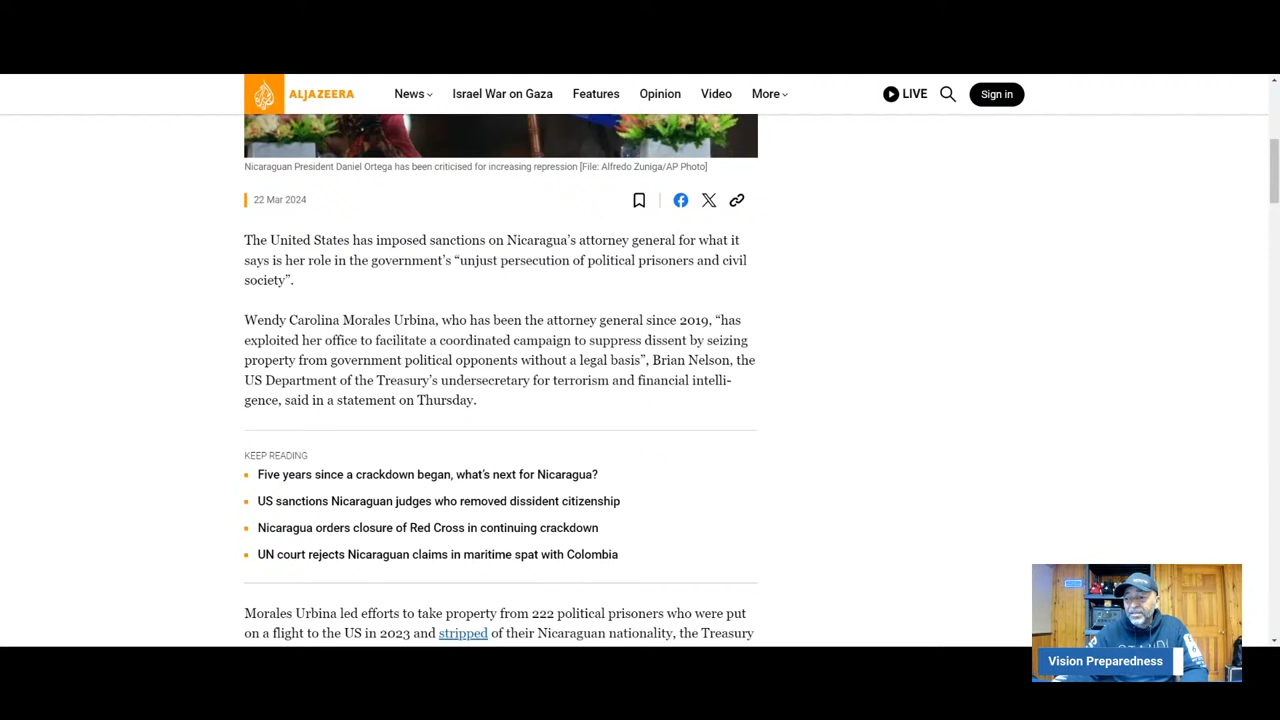 ALJAZEERA
News
Israel War on Gaza
Features
Opinion
Video
More
LIVE
Sign in
Nicaraguan President Daniel Ortega has been criticised for increasing repression [File: Alfredo Zuniga/AP Photo]
22 Mar 2024
The United States has imposed sanctions on Nicaragua's attorney general for what it
says is her role in the government's “unjust persecution of political prisoners and civil
society”.
Wendy Carolina Morales Urbina, who has been the attorney general since 2019, “has
exploited her office to facilitate a coordinated campaign to suppress dissent by seizing
property from government political opponents without a legal basis”, Brian Nelson, the
US Department of the Treasury's undersecretary for terrorism and financial intelli-
gence, said in a statement on Thursday.
KEEP READING
Five years since a crackdown began, what's next for Nicaragua?
US sanctions Nicaraguan judges who removed dissident citizenship
Nicaragua orders closure of Red Cross in continuing crackdown
UN court rejects Nicaraguan claims in maritime spat with Colombia
Morales Urbina led efforts to take property from 222 political prisoners who were put
on a flight to the US in 2023 and stripped of their Nicaraguan nationality, the Treasury
Vision Preparedness